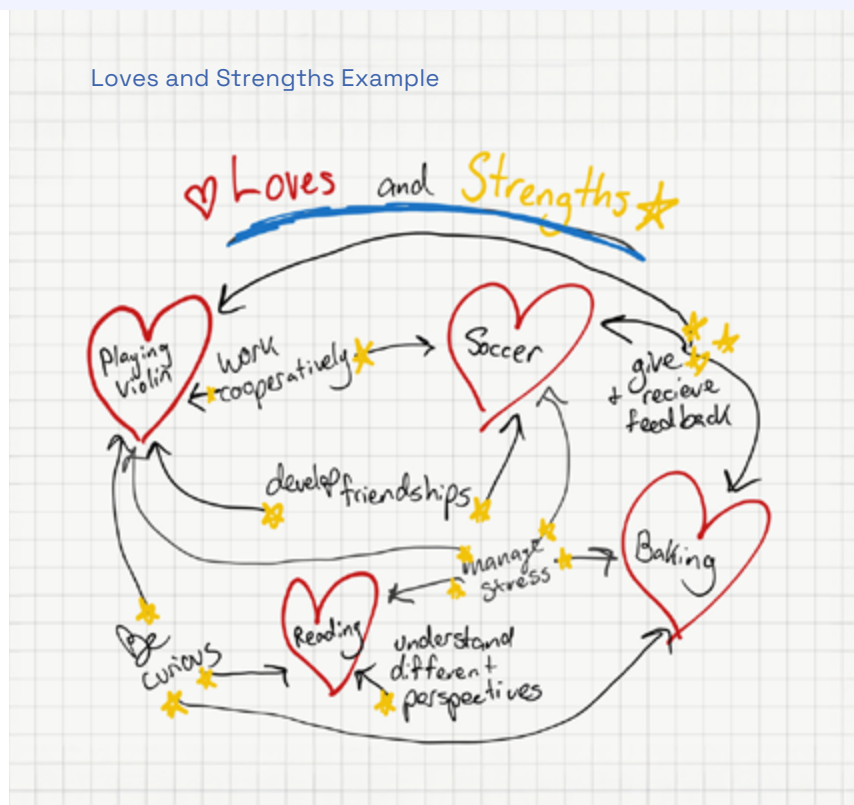 Loves and Strengths Example
Loves and Strengths
Playing
Violin
work
cooperatively
Soccer
give
+ recieve
feedback
develop friendships
manage
stress
Baking
Be
curious
Reading
understand
different
perspectives